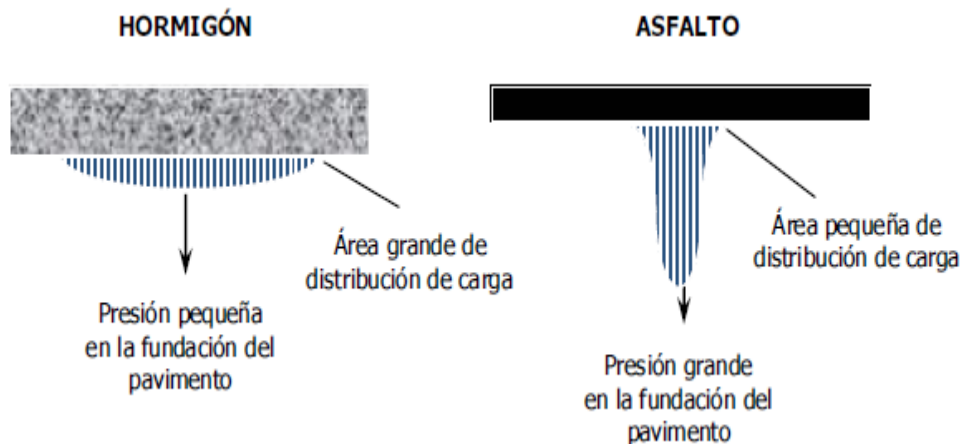 HORMIGÓN
Área grande de
distribución de carga
Presión pequeña
en la fundación del
pavimento
ASFALTO
Área pequeña de
distribución de carga
Presión grande
en la fundación del
pavimento